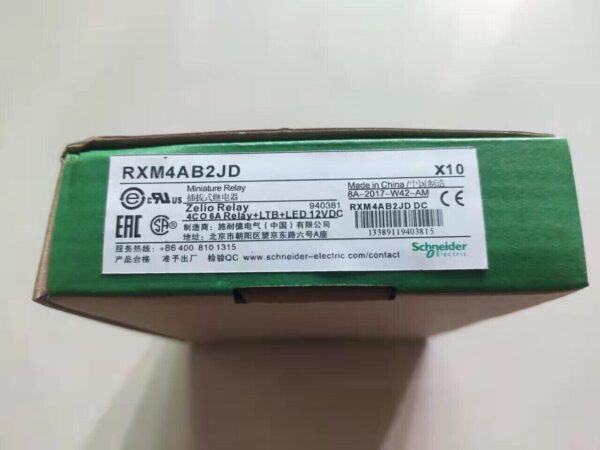 RXM4AB2JD X10
Miniature Relay
插拔式继电器
Made in China /中国制造
8A-2017-W42-AM
Zelio Relay 940381
4CO 6A Relay+LTB+LED 12VDC
RXM4AB2JD DC
13389119403815
制造商：施耐德电气（中国）有限公司
地址：北京市朝阳区望京东路六号A座
c UL US
EAC
SA
服务热线：+86 400 810 1315
产品合格 准予出厂 检验QC www.schneider-electric.com/contact
Schneider
Electric